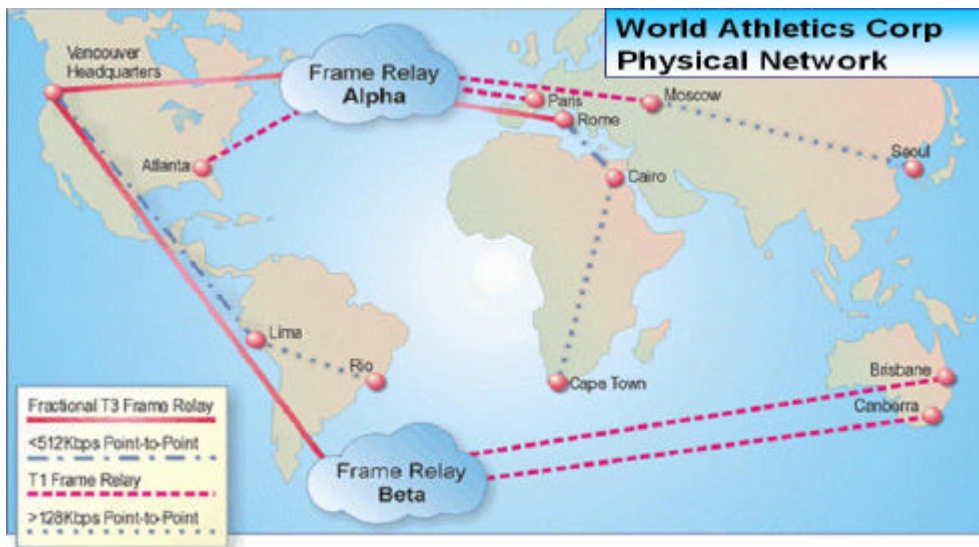 World Athletics Corp
Physical Network
Vancouver
Headquarters
Frame Relay
Alpha
Paris
Moscow
Rome
Seoul
Atlanta
Cairo
Lima
Rio
Cape Town
Brisbane
Canberra
Frame Relay
Beta
Fractional T3 Frame Relay
<512Kbps Point-to-Point
T1 Frame Relay
>128Kbps Point-to-Point